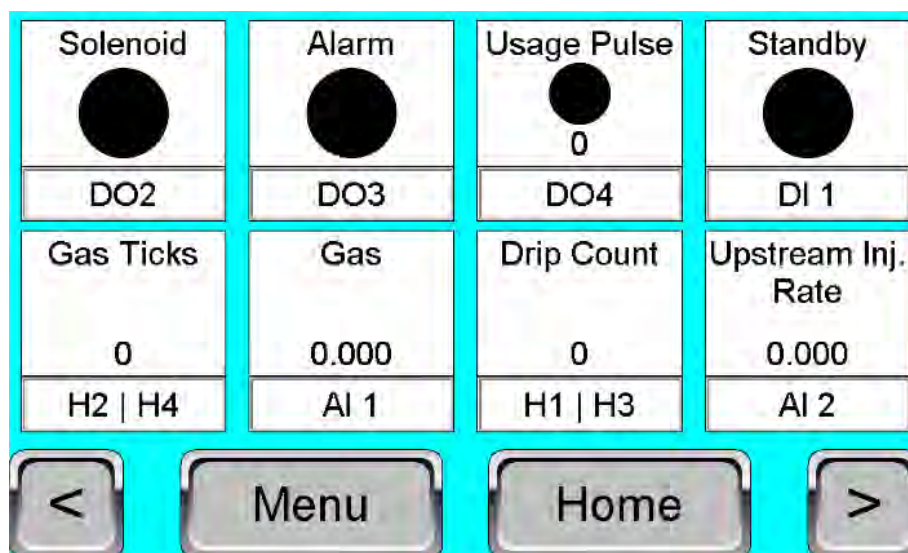 Solenoid
Alarm
Usage Pulse
Standby
0
DO2
DO3
DO4
DI 1
Gas Ticks
Gas
Drip Count
Upstream Inj.
Rate
0
0.000
0
0.000
H2 | H4
AI 1
H1 | H3
AI 2
<
Menu
Home
>